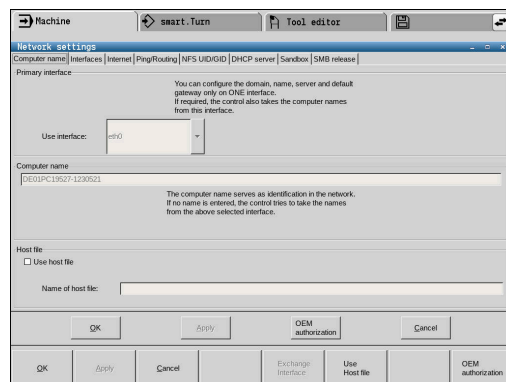 Machine
smart.Turn
Tool editor
Network settings
Computer name Interfaces Internet Ping/Routing NFS UID/GID DHCP server Sandbox SMB release
Primary interface
You can configure the domain, name, server and default
gateway only on ONE interface.
If required, the control also takes the computer names
from this interface.
Use interface: eth0
Computer name
DE01PC19527-1230521
The computer name serves as identification in the network.
If no name is entered, the control tries to take the names
from the above selected interface.
Host file
Use host file
Name of host file:
OK Apply OEM authorization Cancel
OK Apply Cancel Exchange Interface Use Host file OEM authorization